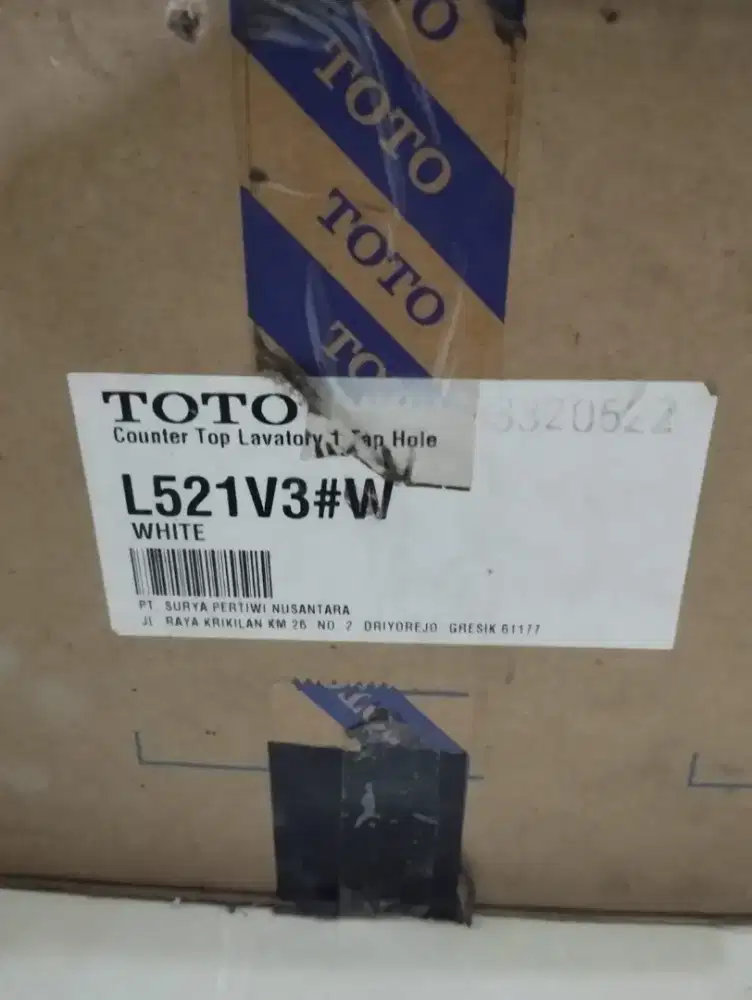 TOTO
TOTO
TOTO
Counter Top Lavatory 1 Tap Hole
L521V3#W
WHITE
PT. SURYA PERTIWI NUSANTARA
JL. RAYA KRIKILAN KM 26 NO. 2 DRIYOREJO GRESIK 61177